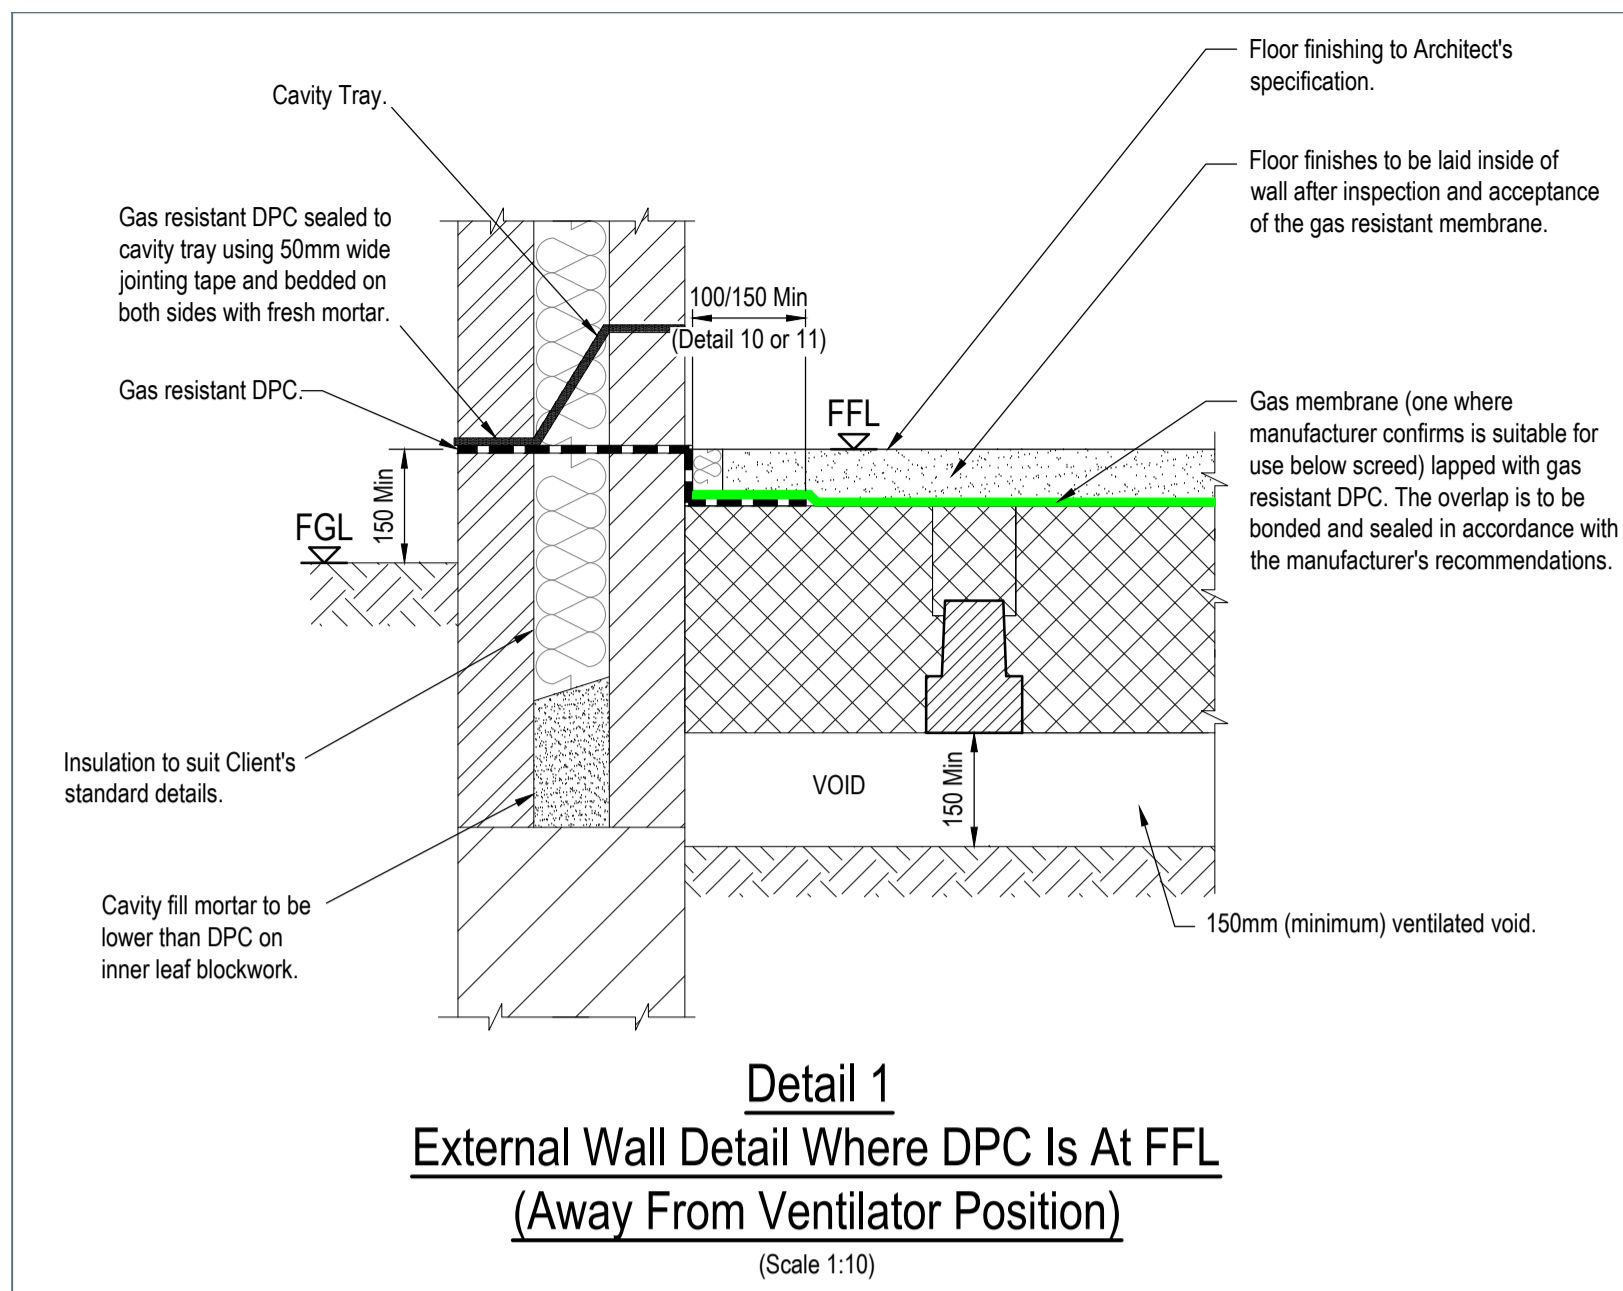 Cavity Tray.
Gas resistant DPC sealed to
cavity tray using 50mm wide
jointing tape and bedded on
both sides with fresh mortar.
Gas resistant DPC.
150 Min
FGL
Insulation to suit Client's
standard details.
Cavity fill mortar to be
lower than DPC on
inner leaf blockwork.
100/150 Min
(Detail 10 or 11)
FFL
VOID
150 Min
Floor finishing to Architect's
specification.
Floor finishes to be laid inside of
wall after inspection and acceptance
of the gas resistant membrane.
Gas membrane (one where
manufacturer confirms is suitable for
use below screed) lapped with gas
resistant DPC. The overlap is to be
bonded and sealed in accordance with
the manufacturer's recommendations.
150mm (minimum) ventilated void.
Detail 1
External Wall Detail Where DPC Is At FFL
(Away From Ventilator Position)
(Scale 1:10)